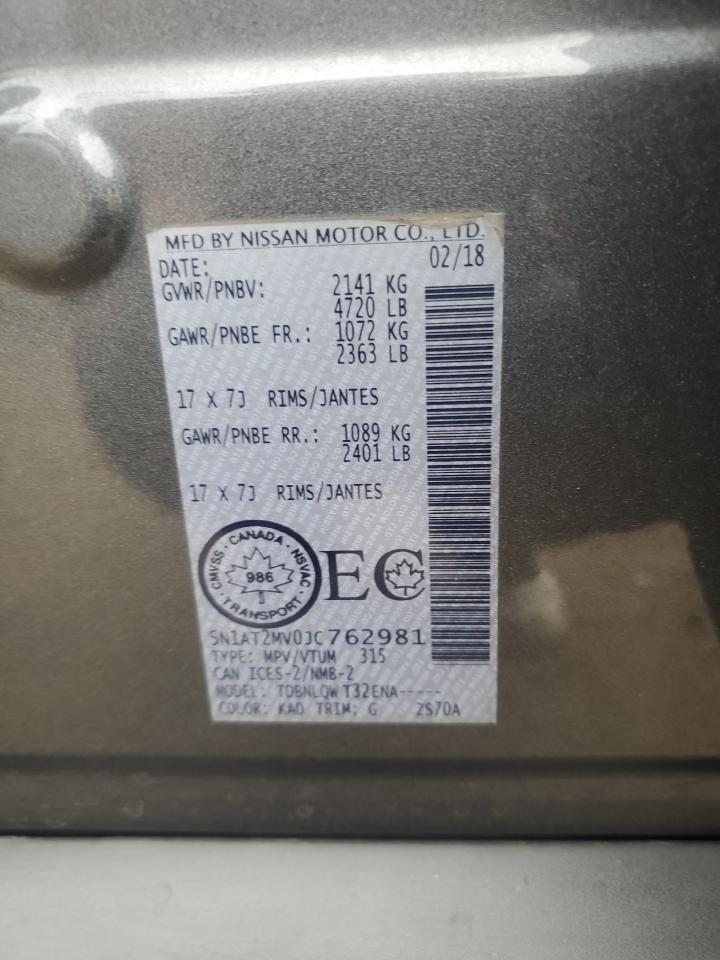 MFD BY NISSAN MOTOR CO., LTD.
DATE: 02/18
GVWR/PNBV: 2141 KG
4720 LB
GAWR/PNBE FR.: 1072 KG
2363 LB
17 X 7J RIMS/JANTES
GAWR/PNBE RR.: 1089 KG
2401 LB
17 X 7J RIMS/JANTES
CMVSS · CANADA · NSVAC · TRANSPORT ·
986
EC
5N1AT2MV0JC762981
TYPE: MPV/VTUM 315
CAN ICES-2/NMB-2
MODEL: TDBNLQW T32ENA-----
COLOR: KAD TRIM: G 2S70A